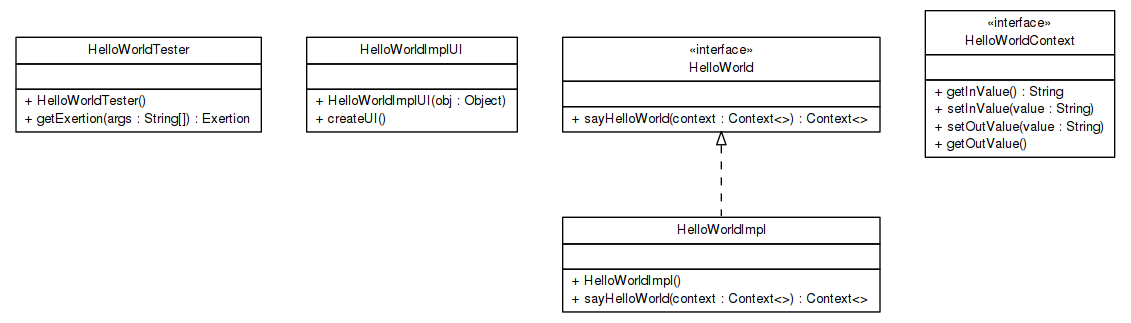 HelloWorldTester
+ HelloWorldTester()
+ getExertion(args : String[]) : Exertion
HelloWorldImplUI
+ HelloWorldImplUI(obj : Object)
+ createUI()
«interface»
HelloWorld
+ sayHelloWorld(context : Context<>) : Context<>
«interface»
HelloWorldContext
+ getInValue() : String
+ setInValue(value : String)
+ setOutValue(value : String)
+ getOutValue()
HelloWorldImpl
+ HelloWorldImpl()
+ sayHelloWorld(context : Context<>) : Context<>